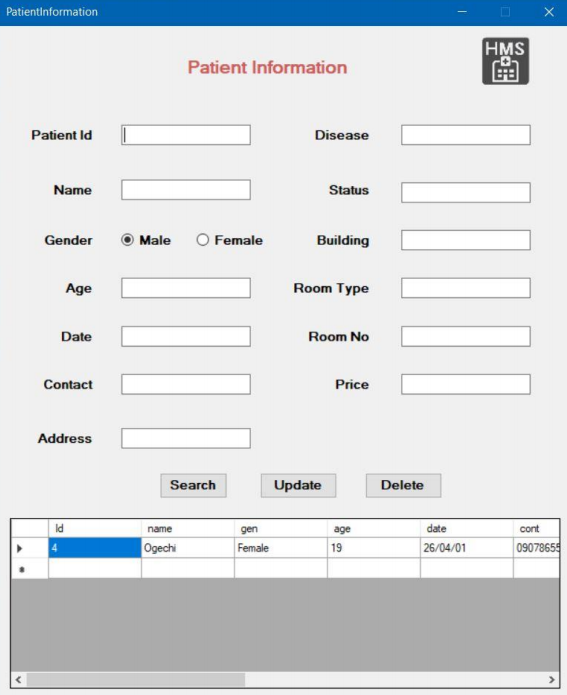 PatientInformation
HMS
Patient Information
Patient Id Disease
Name Status
Gender Male Female Building
Age Room Type
Date Room No
Contact Price
Address
Search Update Delete
Id name gen age date cont
4 Ogechi Female 19 26/04/01 09078655